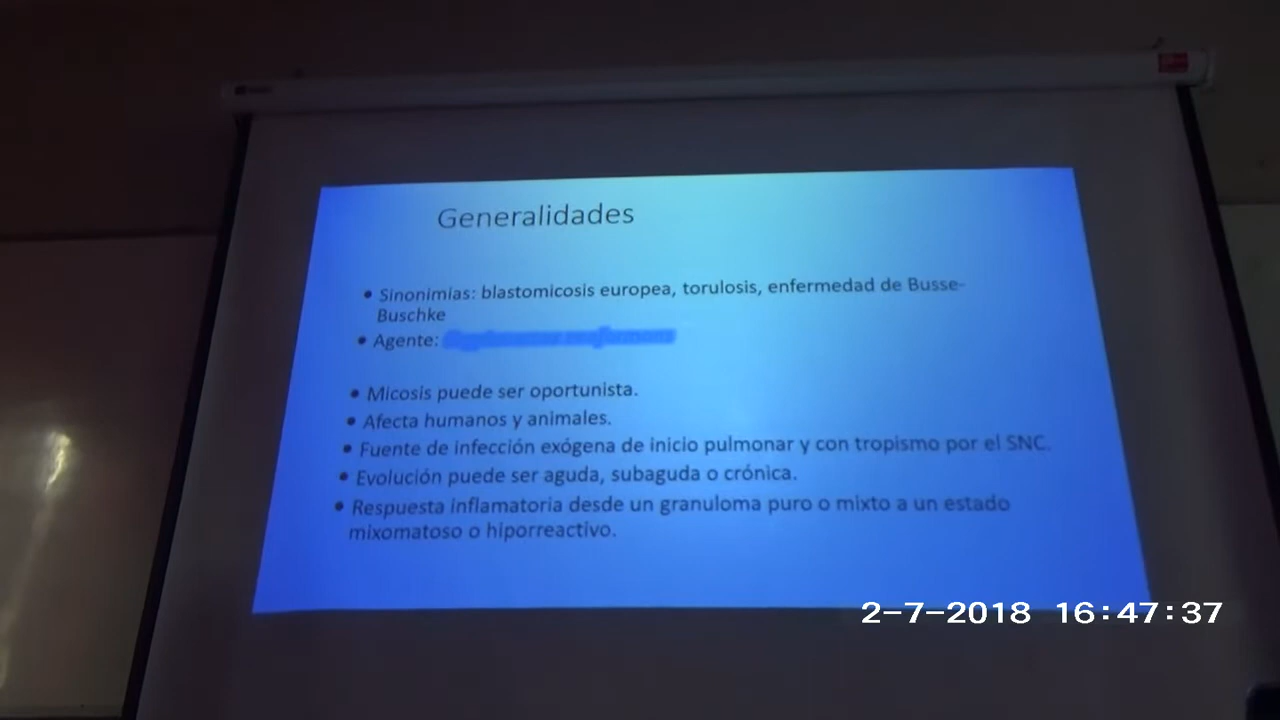 Generalidades
• Sinonimias: blastomicosis europea, torulosis, enfermedad de Busse-
Buschke
• Agente:
• Micosis puede ser oportunista.
• Afecta humanos y animales.
• Fuente de infección exógena de inicio pulmonar y con tropismo por el SNC.
• Evolución puede ser aguda, subaguda o crónica.
• Respuesta inflamatoria desde un granuloma puro o mixto a un estado
mixomatoso o hiporreactivo.
2-7-2018 16:47:37